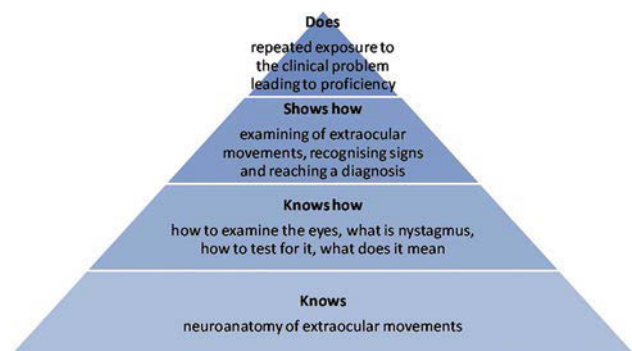 Does
repeated exposure to
the clinical problem
leading to proficiency
Shows how
examining of extraocular
movements, recognising signs
and reaching a diagnosis
Knows how
how to examine the eyes, what is nystagmus,
how to test for it, what does it mean
Knows
neuroanatomy of extraocular movements